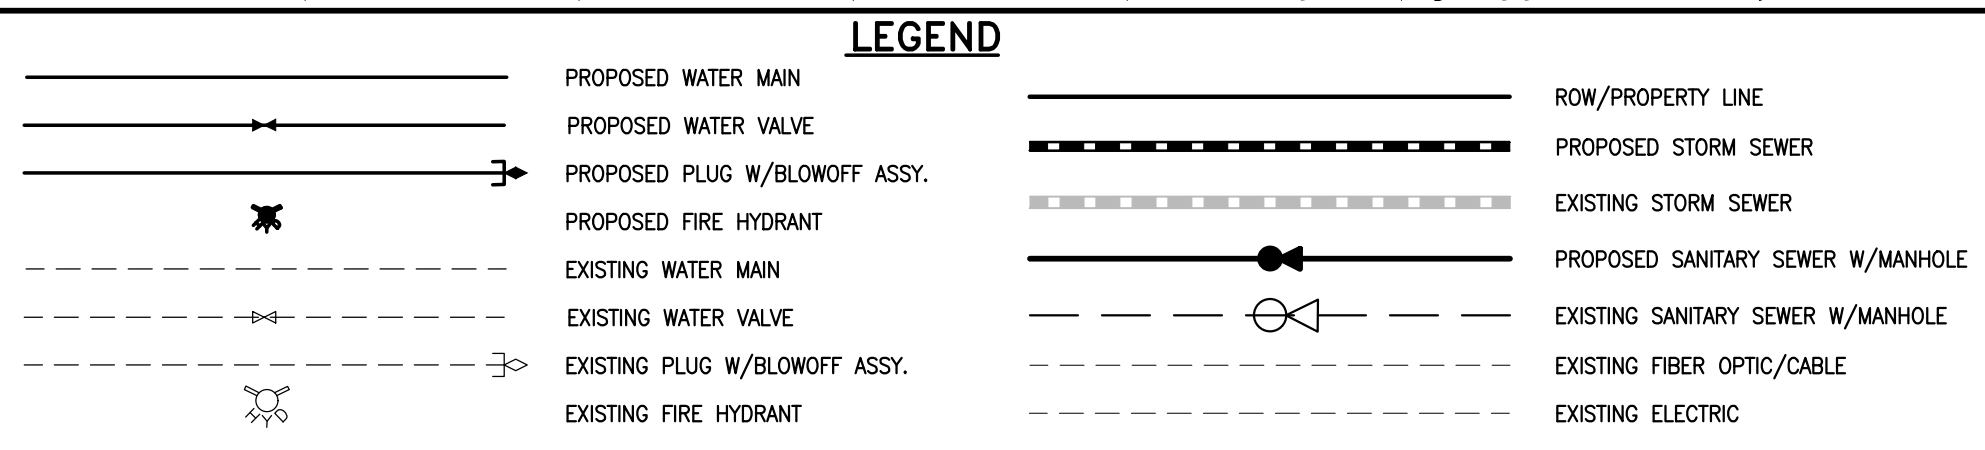 LEGEND
PROPOSED WATER MAIN
PROPOSED WATER VALVE
PROPOSED PLUG W/BLOWOFF ASSY.
PROPOSED FIRE HYDRANT
EXISTING WATER MAIN
EXISTING WATER VALVE
EXISTING PLUG W/BLOWOFF ASSY.
HYD
EXISTING FIRE HYDRANT
ROW/PROPERTY LINE
PROPOSED STORM SEWER
EXISTING STORM SEWER
PROPOSED SANITARY SEWER W/MANHOLE
EXISTING SANITARY SEWER W/MANHOLE
EXISTING FIBER OPTIC/CABLE
EXISTING ELECTRIC